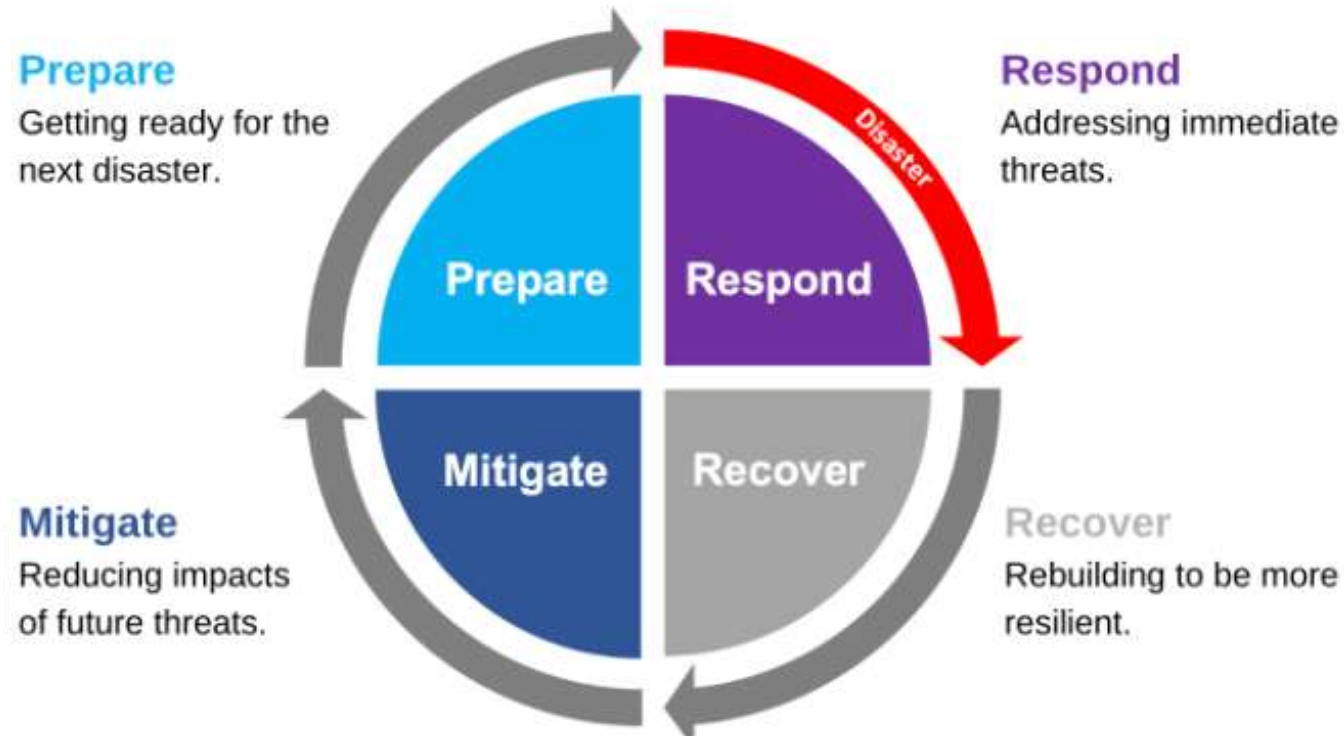 Prepare
Getting ready for the
next disaster.
Respond
Addressing immediate
threats.
Disaster
Prepare
Respond
Mitigate
Recover
Mitigate
Reducing impacts
of future threats.
Recover
Rebuilding to be more
resilient.